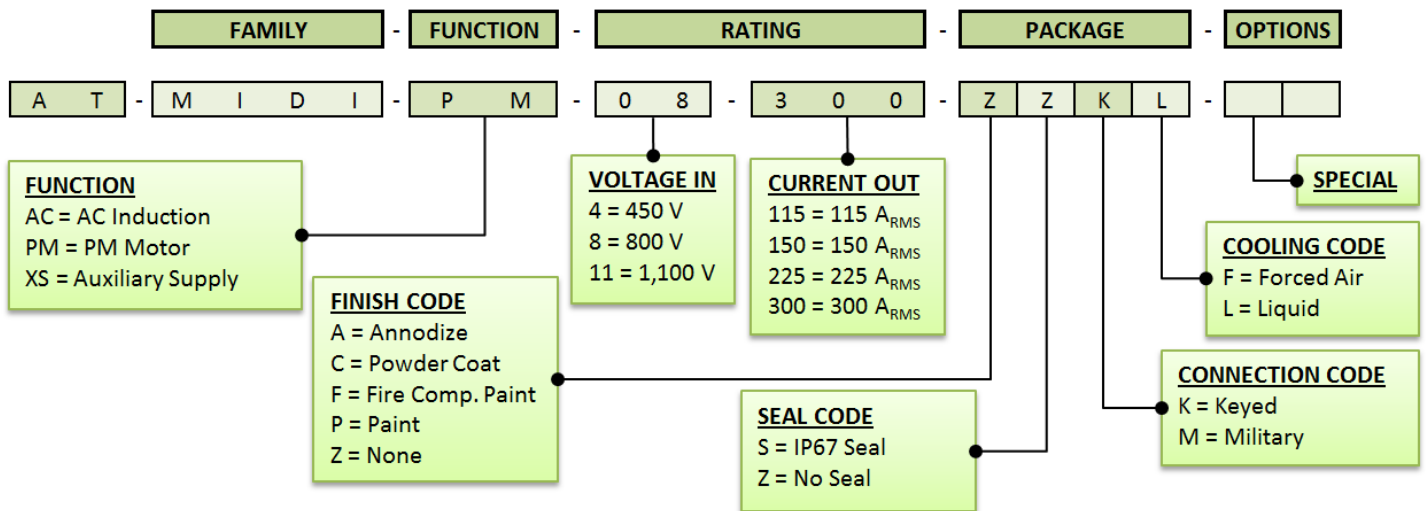 FAMILY - FUNCTION - RATING - PACKAGE - OPTIONS
A T - M I D I - P M - 0 8 - 3 0 0 - Z Z K L -
FUNCTION
AC = AC Induction
PM = PM Motor
XS = Auxiliary Supply
FINISH CODE
A = Annodize
C = Powder Coat
F = Fire Comp. Paint
P = Paint
Z = None
VOLTAGE IN
4 = 450 V
8 = 800 V
11 = 1,100 V
CURRENT OUT
115 = 115 ARMS
150 = 150 ARMS
225 = 225 ARMS
300 = 300 ARMS
SEAL CODE
S = IP67 Seal
Z = No Seal
SPECIAL
COOLING CODE
F = Forced Air
L = Liquid
CONNECTION CODE
K = Keyed
M = Military